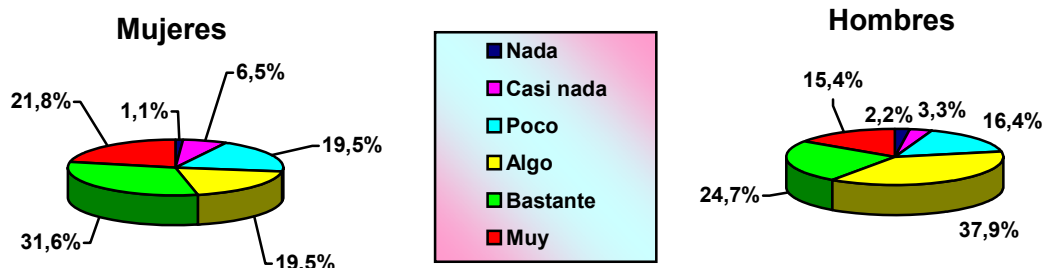 Mujeres
6,5%
21,8%
1,1%
19,5%
31,6%
19,5%
Nada
Casi nada
Poco
Algo
Bastante
Muy
Hombres
15,4%
2,2%
3,3%
16,4%
24,7%
37,9%